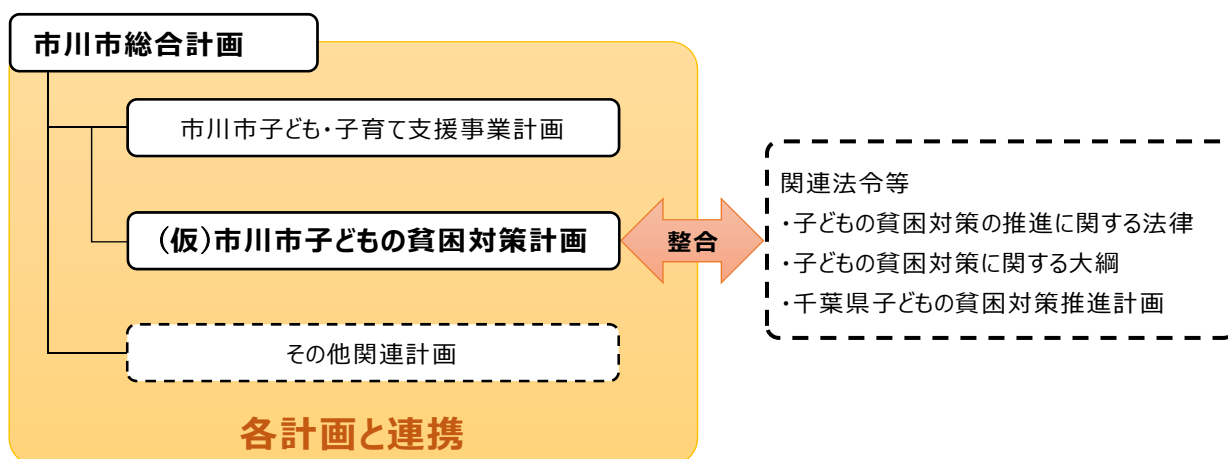 市川市総合計画
市川市子ども・子育て支援事業計画
(仮)市川市子どもの貧困対策計画
その他関連計画
各計画と連携
整合
関連法令等
・子どもの貧困対策の推進に関する法律
・子どもの貧困対策に関する大綱
・千葉県子どもの貧困対策推進計画